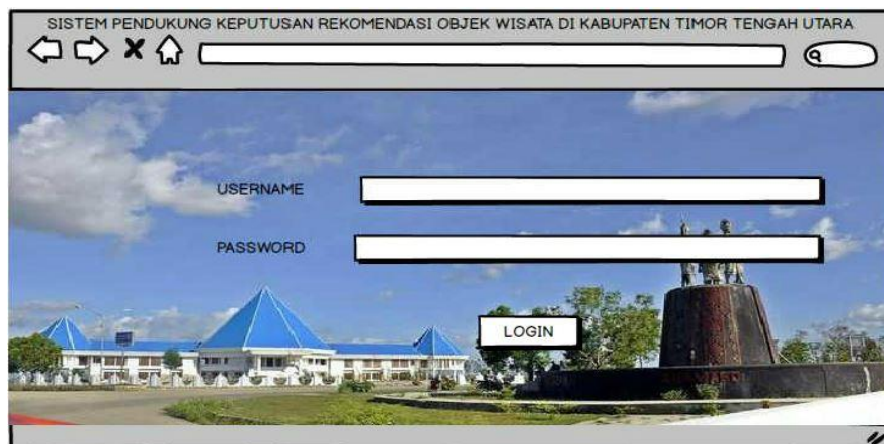 SISTEM PENDUKUNG KEPUTUSAN REKOMENDASI OBJEK WISATA DI KABUPATEN TIMOR TENGAH UTARA
USERNAME
PASSWORD
LOGIN